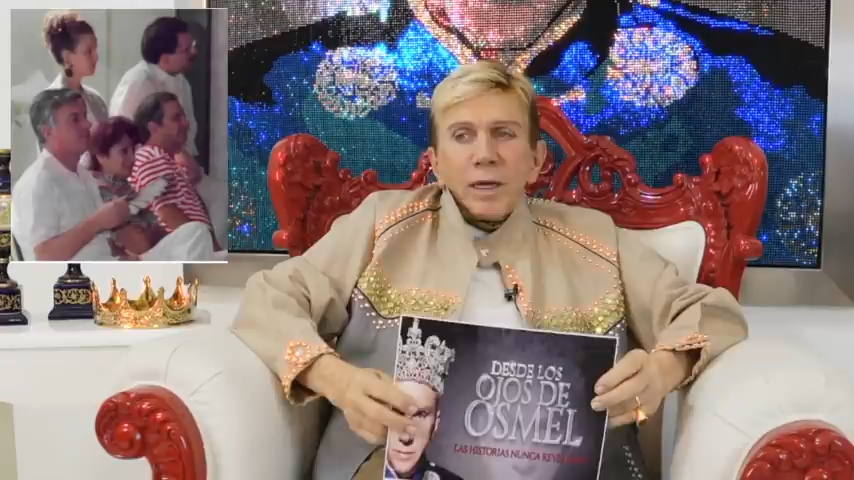 DESDE LOS
OJOS DE
OSMEL
LAS HISTORIAS NUNCA